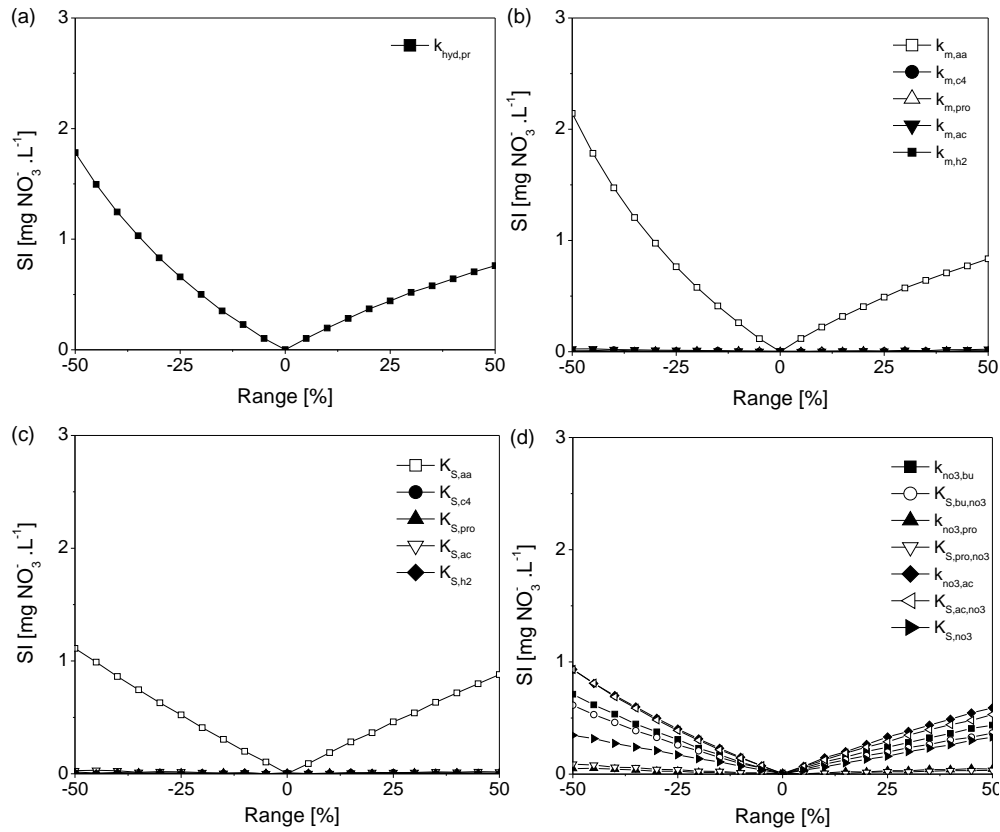 (a)
3
2
1
0
SI [mg NO₃⁻ .L⁻¹]
k_hyd,pr
-50 -25 0 25 50
Range [%]
(b)
3
2
1
0
SI [mg NO₃⁻ .L⁻¹]
k_m,aa
k_m,c4
k_m,pro
k_m,ac
k_m,h2
-50 -25 0 25 50
Range [%]
(c)
3
2
1
0
SI [mg NO₃⁻ .L⁻¹]
K_S,aa
K_S,c4
K_S,pro
K_S,ac
K_S,h2
-50 -25 0 25 50
Range [%]
(d)
3
2
1
0
SI [mg NO₃⁻ .L⁻¹]
k_no3,bu
K_S,bu,no3
k_no3,pro
K_S,pro,no3
k_no3,ac
K_S,ac,no3
K_S,no3
-50 -25 0 25 50
Range [%]